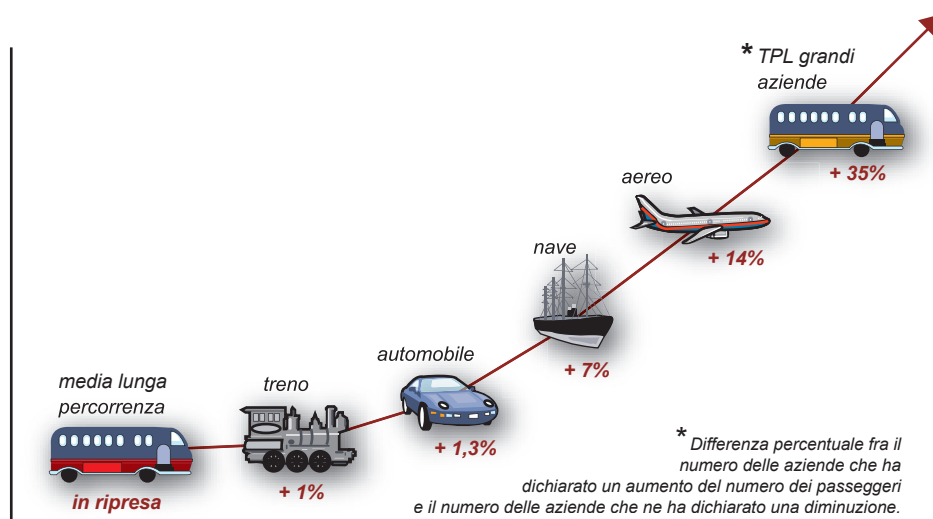 * TPL grandi
aziende
+ 35%
aereo
+ 14%
nave
+ 7%
automobile
+ 1,3%
treno
+ 1%
media lunga
percorrenza
in ripresa
* Differenza percentuale fra il
numero delle aziende che ha
dichiarato un aumento del numero dei passeggeri
e il numero delle aziende che ne ha dichiarato una diminuzione.